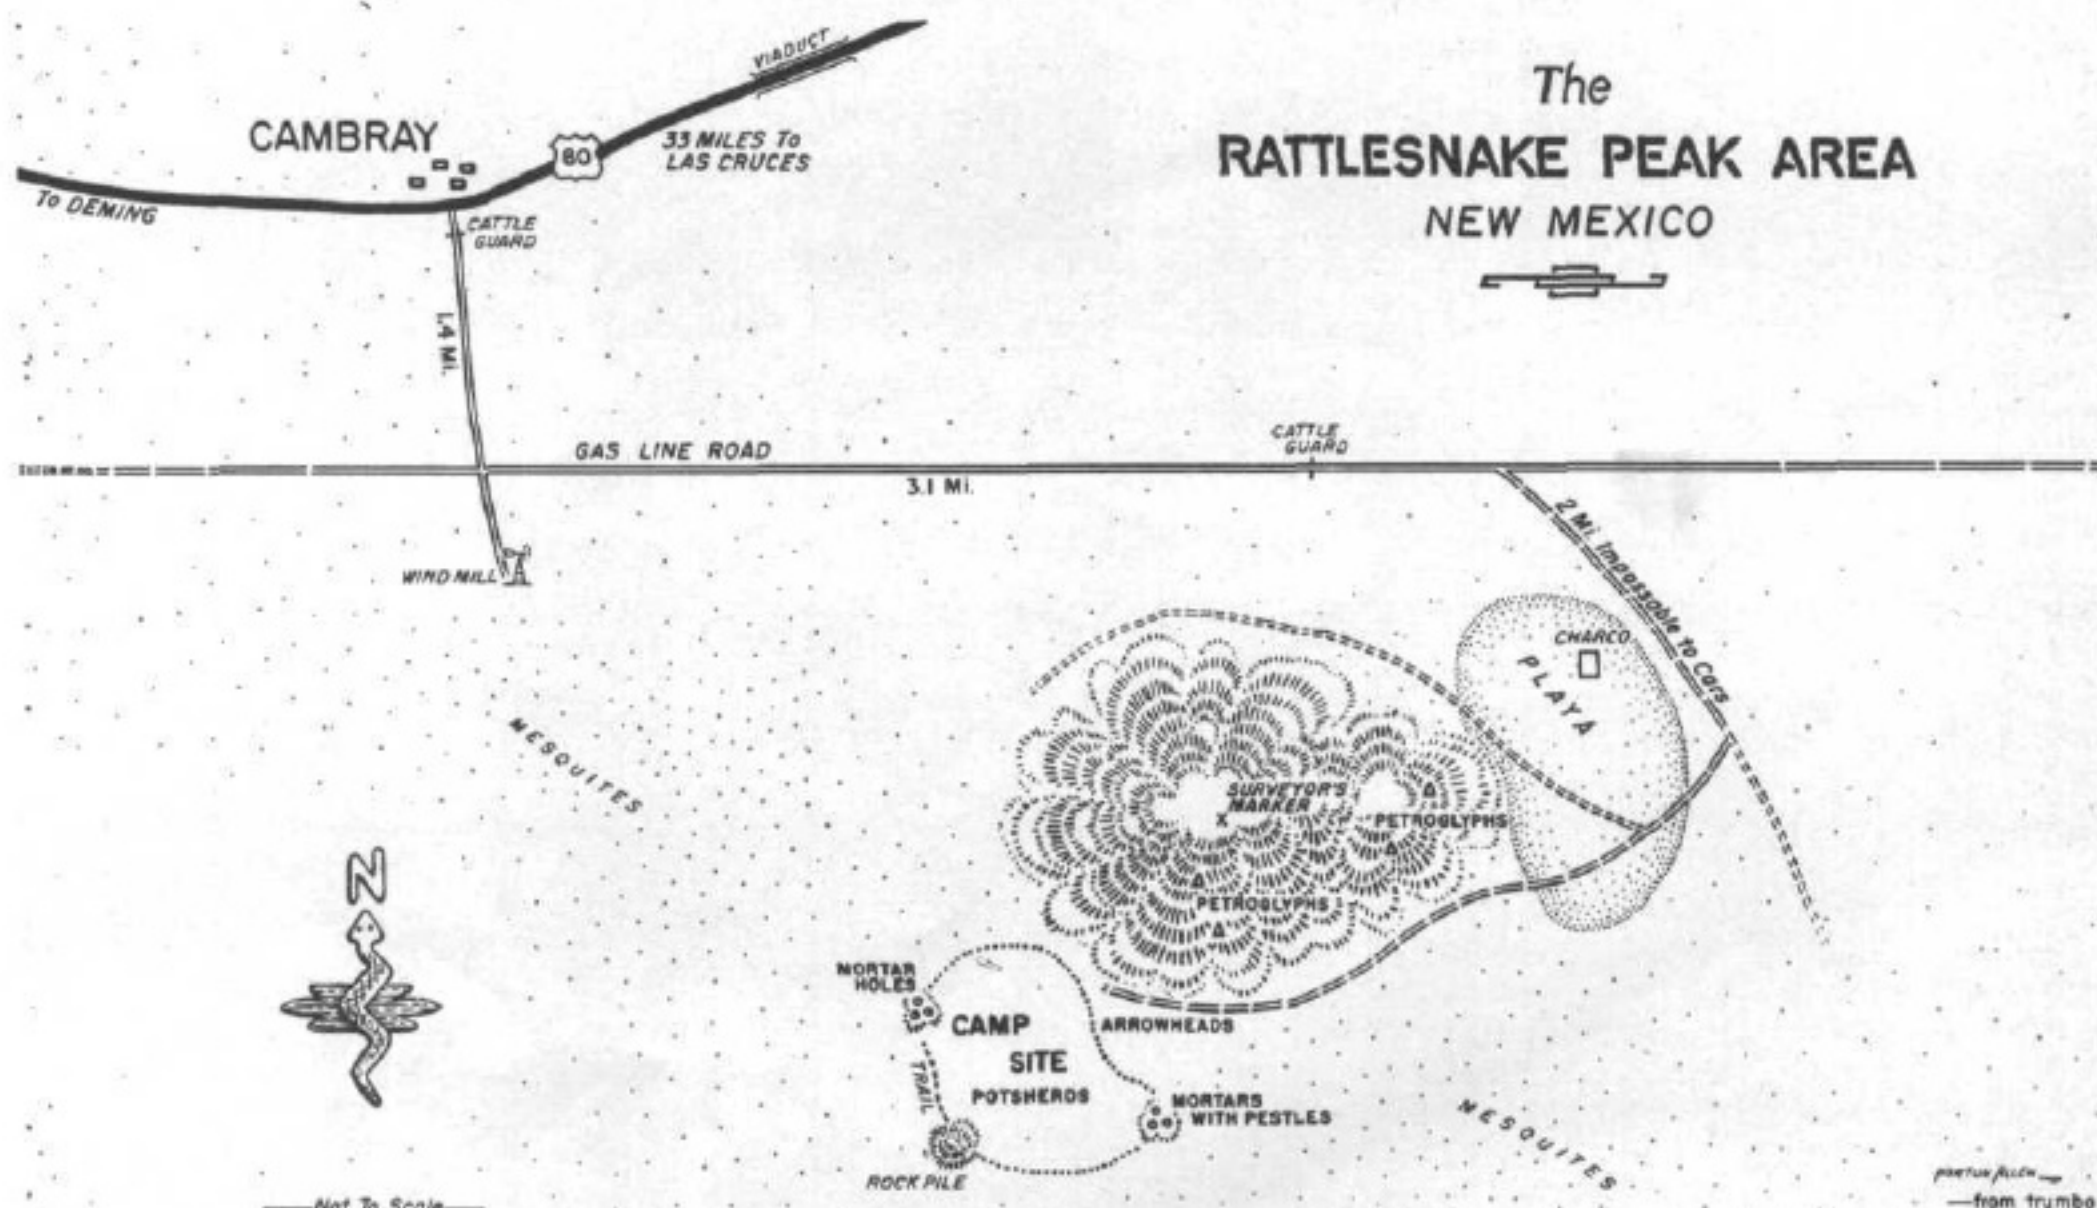 The
RATTLESNAKE PEAK AREA
NEW MEXICO
VIADUCT
CAMBRAY
80
33 MILES To
LAS CRUCES
To DEMING
CATTLE
GUARD
1.4 Mi.
GAS LINE ROAD
CATTLE
GUARD
3.1 Mi.
2 Mi. Impassable to Cars
WIND MILL
CHARCO
PLAYA
MESQUITES
SURVEYOR'S
MARKER
X
PETROGLYPHS
N
PETROGLYPHS
MORTAR
HOLES
CAMP
SITE
ARROWHEADS
TRAIL
POTSHERDS
MORTARS
WITH PESTLES
MESQUITES
ROCK PILE
Not To Scale
—from